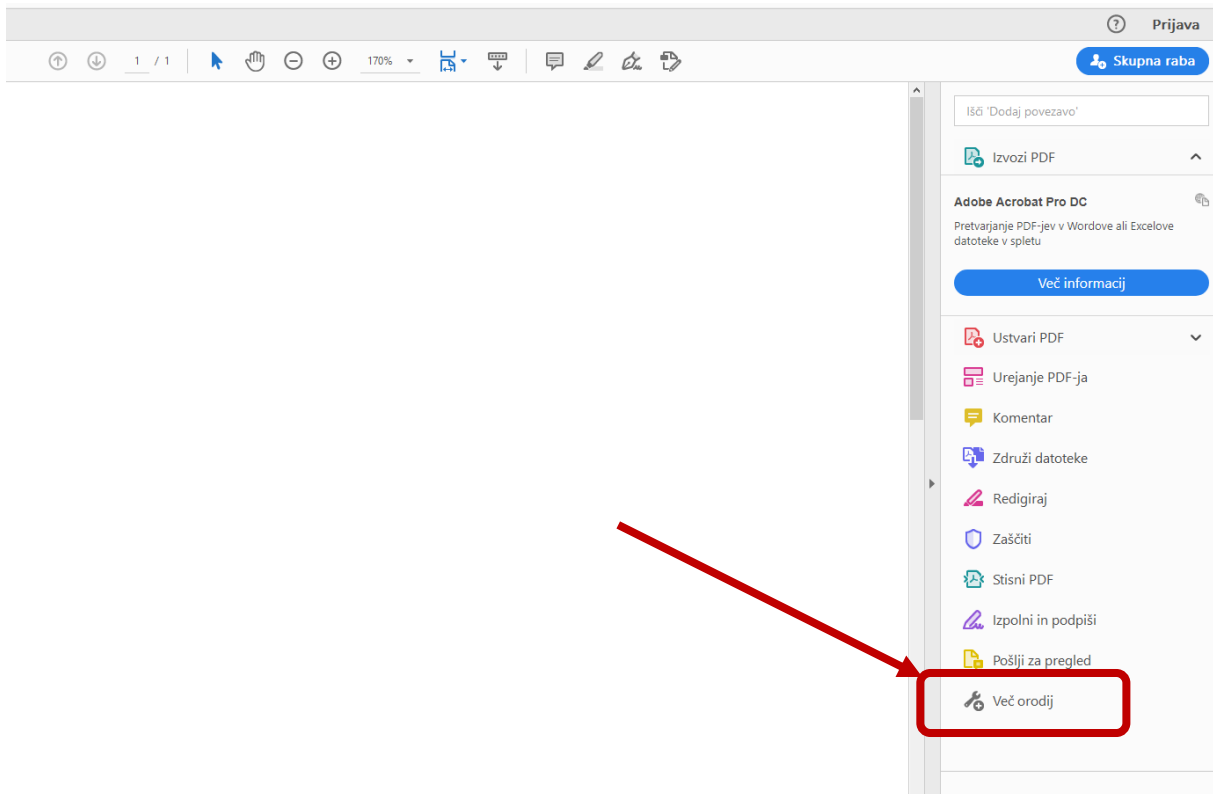 Prijava
1 / 1
170%
Skupna raba
Išči 'Dodaj povezavo'
Izvozi PDF
Adobe Acrobat Pro DC
Pretvarjanje PDF-jev v Wordove ali Excelove
datoteke v spletu
Več informacij
Ustvari PDF
Urejanje PDF-ja
Komentar
Združi datoteke
Redigiraj
Zaščiti
Stisni PDF
Izpolni in podpiši
Pošlji za pregled
Več orodij